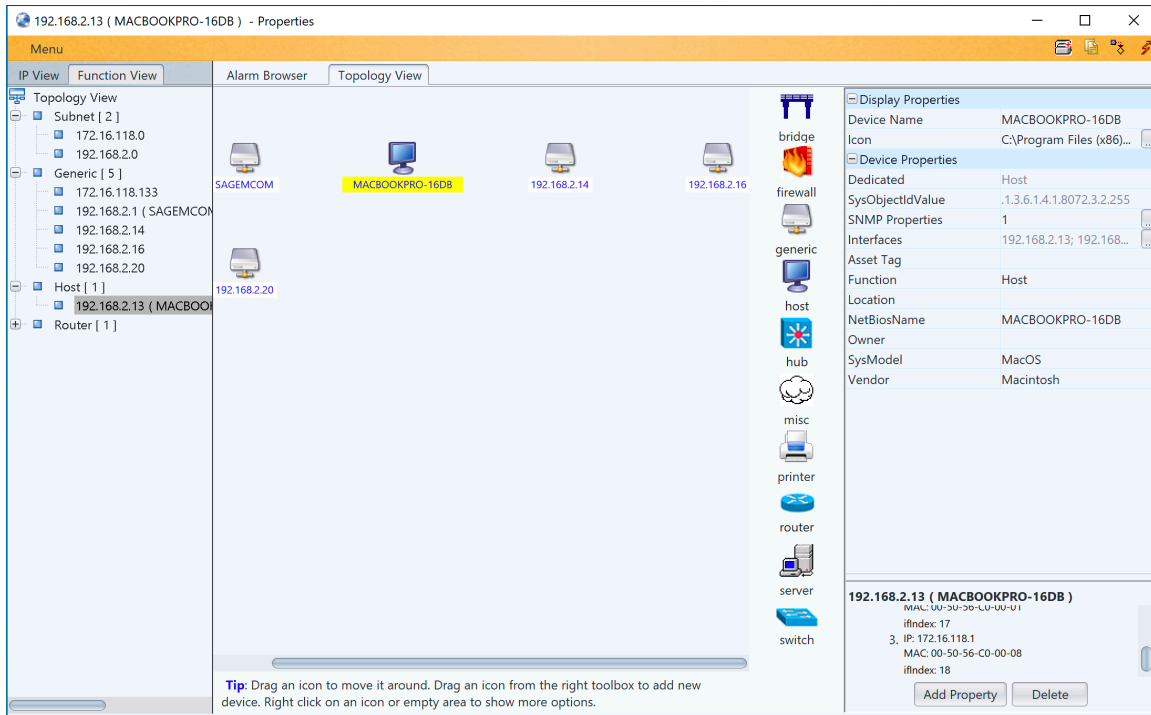 192.168.2.13 ( MACBOOKPRO-16DB )  - Properties
Menu
IP View
Function View
Topology View
Subnet [ 2 ]
172.16.118.0
192.168.2.0
Generic [ 5 ]
172.16.118.133
192.168.2.1 ( SAGEMCOM
192.168.2.14
192.168.2.16
192.168.2.20
Host [ 1 ]
192.168.2.13 ( MACBOO
Router [ 1 ]
Alarm Browser
Topology View
SAGEMCOM
MACBOOKPRO-16DB
192.168.2.14
192.168.2.16
192.168.2.20
Tip: Drag an icon to move it around. Drag an icon from the right toolbox to add new
device. Right click on an icon or empty area to show more options.
bridge
firewall
generic
host
hub
misc
printer
router
server
switch
Display Properties
Device Name MACBOOKPRO-16DB
Icon C:\Program Files (x86)...
Device Properties
Dedicated Host
SysObjectIdValue .1.3.6.1.4.1.8072.3.2.255
SNMP Properties 1
Interfaces 192.168.2.13; 192.168...
Asset Tag
Function Host
Location
NetBiosName MACBOOKPRO-16DB
Owner
SysModel MacOS
Vendor Macintosh
192.168.2.13 ( MACBOOKPRO-16DB )
MAC: 00-50-56-C0-00-01
ifIndex: 17
3. IP: 172.16.118.1
MAC: 00-50-56-C0-00-08
ifIndex: 18
Add Property
Delete